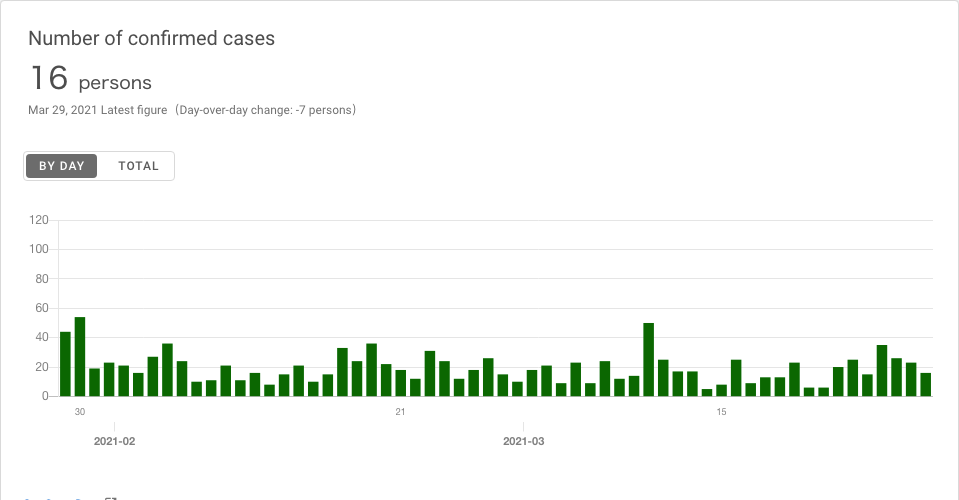 Number of confirmed cases
16 persons
Mar 29, 2021 Latest figure （Day-over-day change: -7 persons）
BY DAY TOTAL
120
100
80
60
40
20
0
30 21 15
2021-02 2021-03